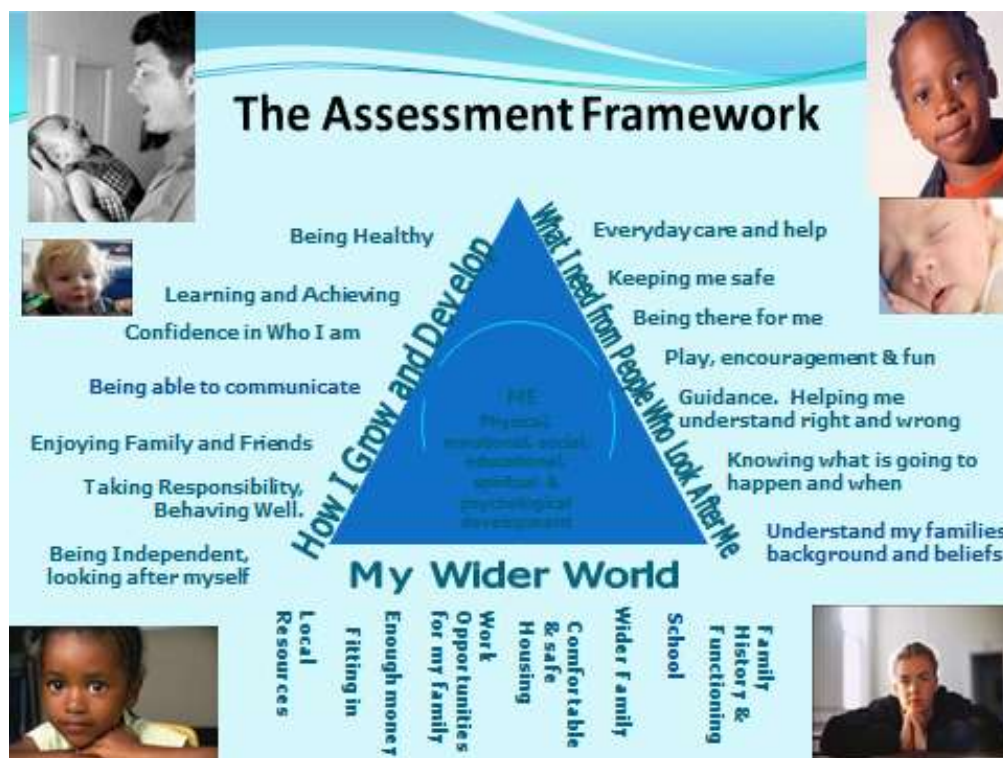 The Assessment Framework
Being Healthy
Learning and Achieving
Confidence in Who I am
Being able to communicate
Enjoying Family and Friends
Taking Responsibility,
Behaving Well.
Being Independent,
looking after myself
How I Grow and Develop
ME
Physical,
emotional, social,
educational,
spiritual &
psychological
development
What I need from People Who Look After Me
Everyday care and help
Keeping me safe
Being there for me
Play, encouragement & fun
Guidance. Helping me
understand right and wrong
Knowing what is going to
happen and when
Understand my families
background and beliefs
My Wider World
Local
Resources
Fitting in
Enough money
Work
Opportunities
for my family
Comfortable
& safe
Housing
Wider Family
School
Family
History &
Functioning